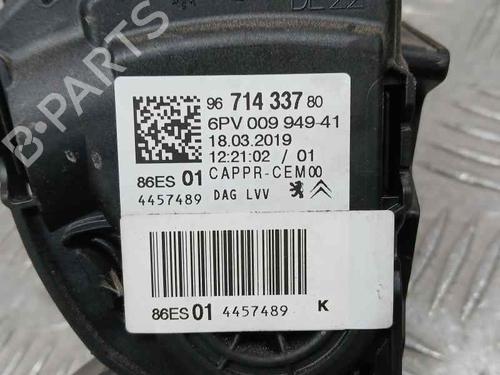 DE22
96 714 337 80
6PV 009 949-41
18.03.2019
12:21:02 / 01
86ES 01 CAPPR-CEM00
4457489 DAG LVV
86ES 01 4457489 K
B-PARTS